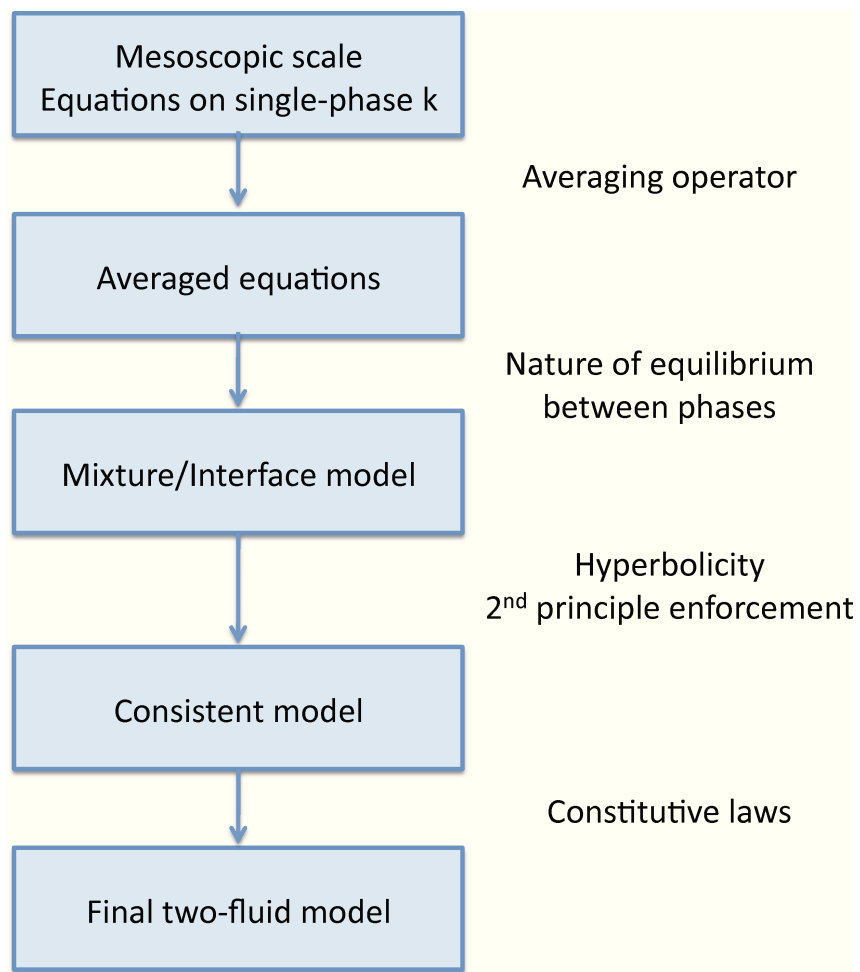 Mesoscopic scale
Equations on single-phase k
Averaging operator
Averaged equations
Nature of equilibrium
between phases
Mixture/Interface model
Hyperbolicity
2nd principle enforcement
Consistent model
Constitutive laws
Final two-fluid model